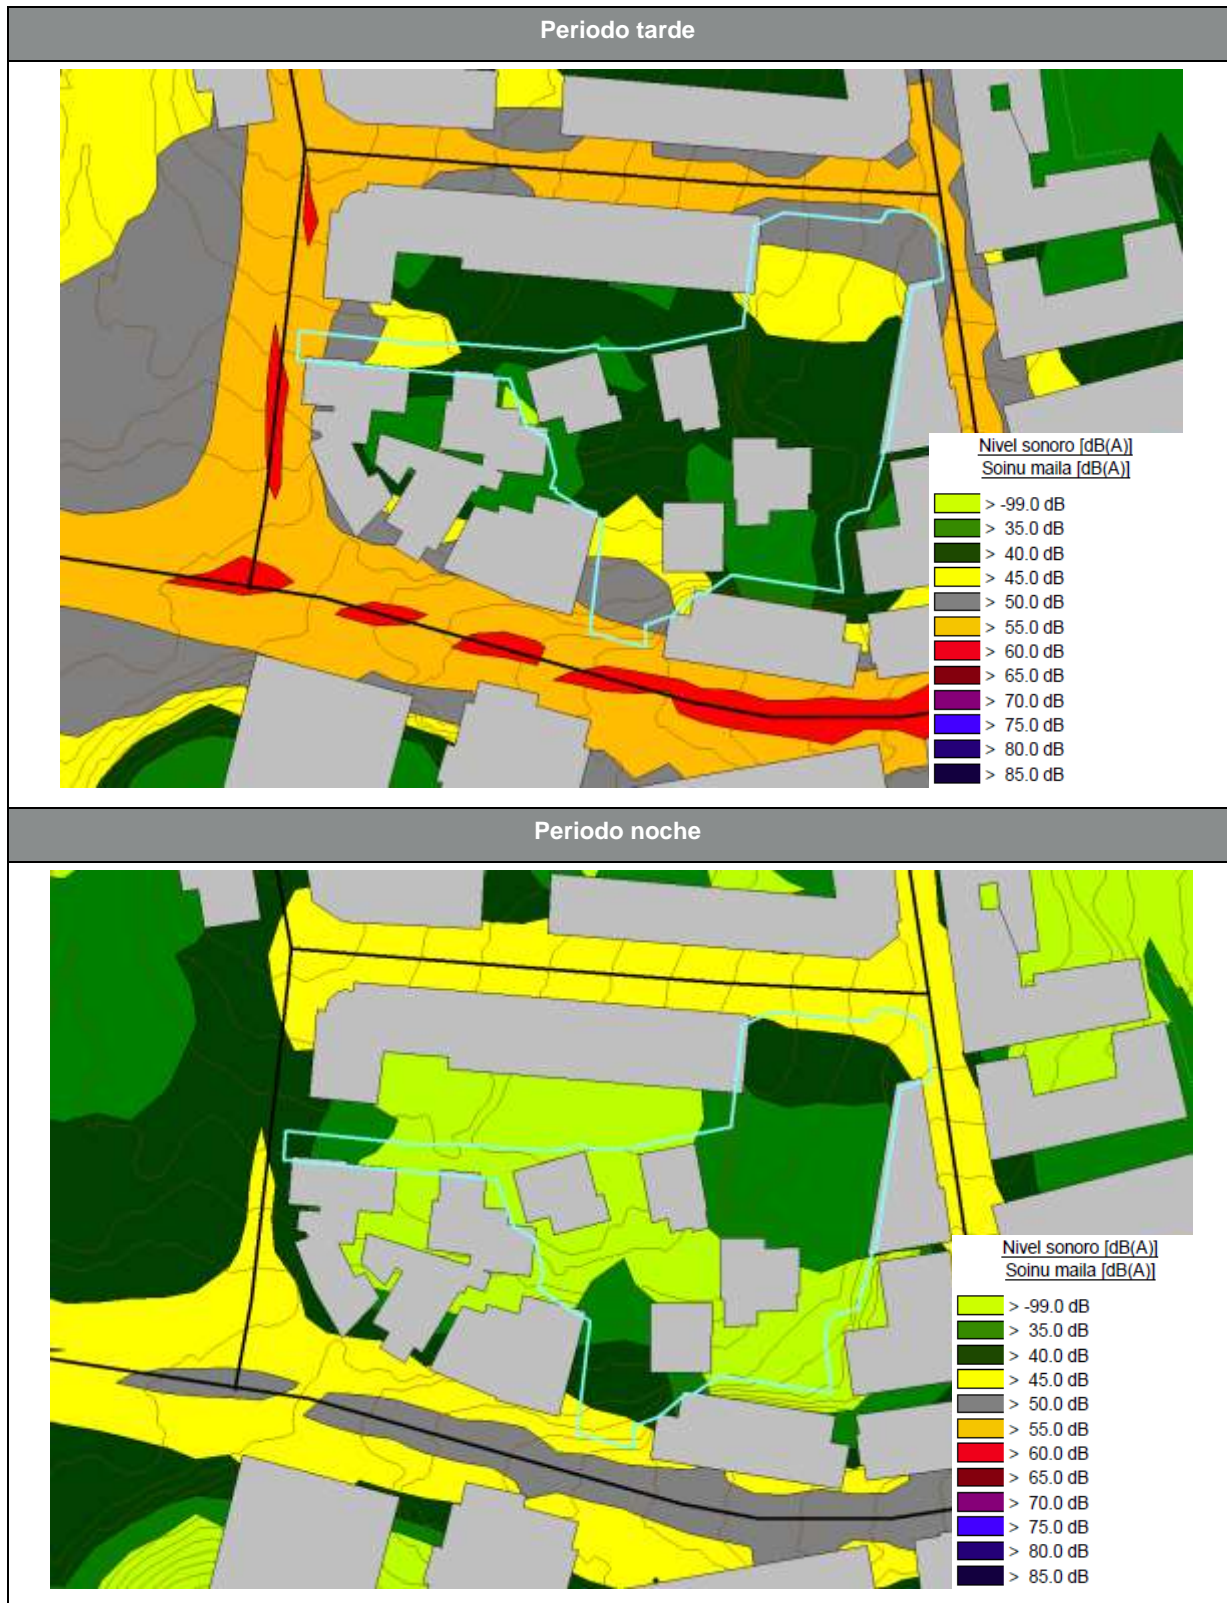 Periodo tarde
Nivel sonoro [dB(A)]
Soinu maila [dB(A)]
> -99.0 dB
> 35.0 dB
> 40.0 dB
> 45.0 dB
> 50.0 dB
> 55.0 dB
> 60.0 dB
> 65.0 dB
> 70.0 dB
> 75.0 dB
> 80.0 dB
> 85.0 dB
Periodo noche
Nivel sonoro [dB(A)]
Soinu maila [dB(A)]
> -99.0 dB
> 35.0 dB
> 40.0 dB
> 45.0 dB
> 50.0 dB
> 55.0 dB
> 60.0 dB
> 65.0 dB
> 70.0 dB
> 75.0 dB
> 80.0 dB
> 85.0 dB